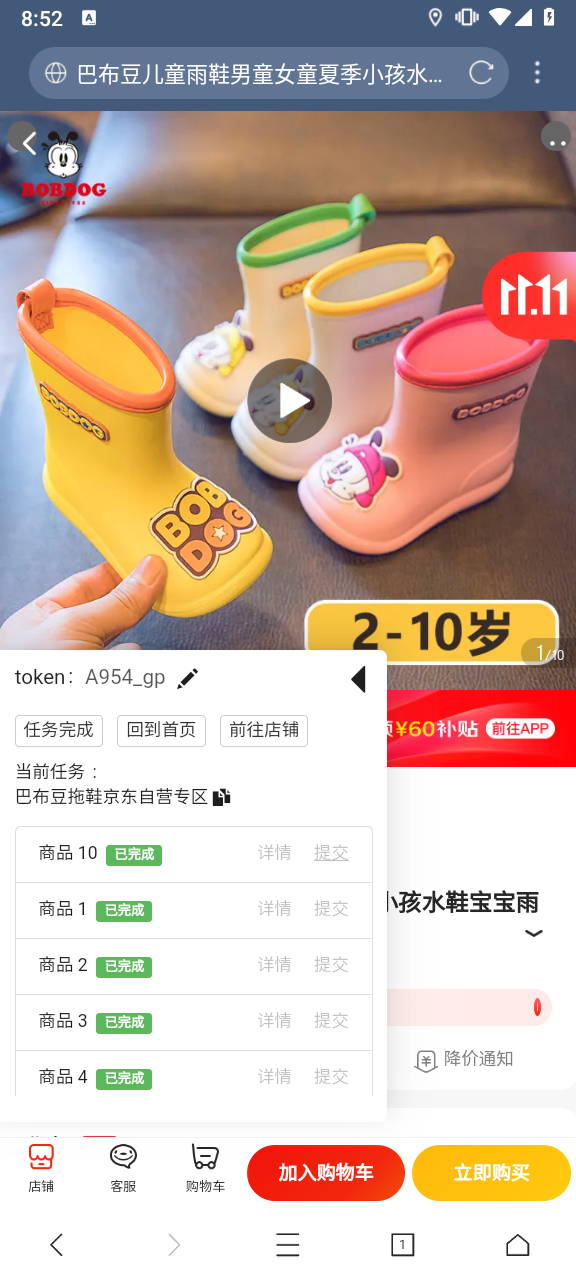 8:52
A
巴布豆儿童雨鞋男童女童夏季小孩水...
BOBDOG
11.11
BOBDOG
BOBDOG
BOB
DOG
2-10岁
1/10
token： A954_gp
¥60补贴 前往APP
任务完成 回到首页 前往店铺
当前任务：
巴布豆拖鞋京东自营专区
商品 10 已完成 详情 提交
商品 1 已完成 详情 提交
小孩水鞋宝宝雨
商品 2 已完成 详情 提交
商品 3 已完成 详情 提交
降价通知
商品 4 已完成 详情 提交
店铺 客服 购物车 加入购物车 立即购买
1